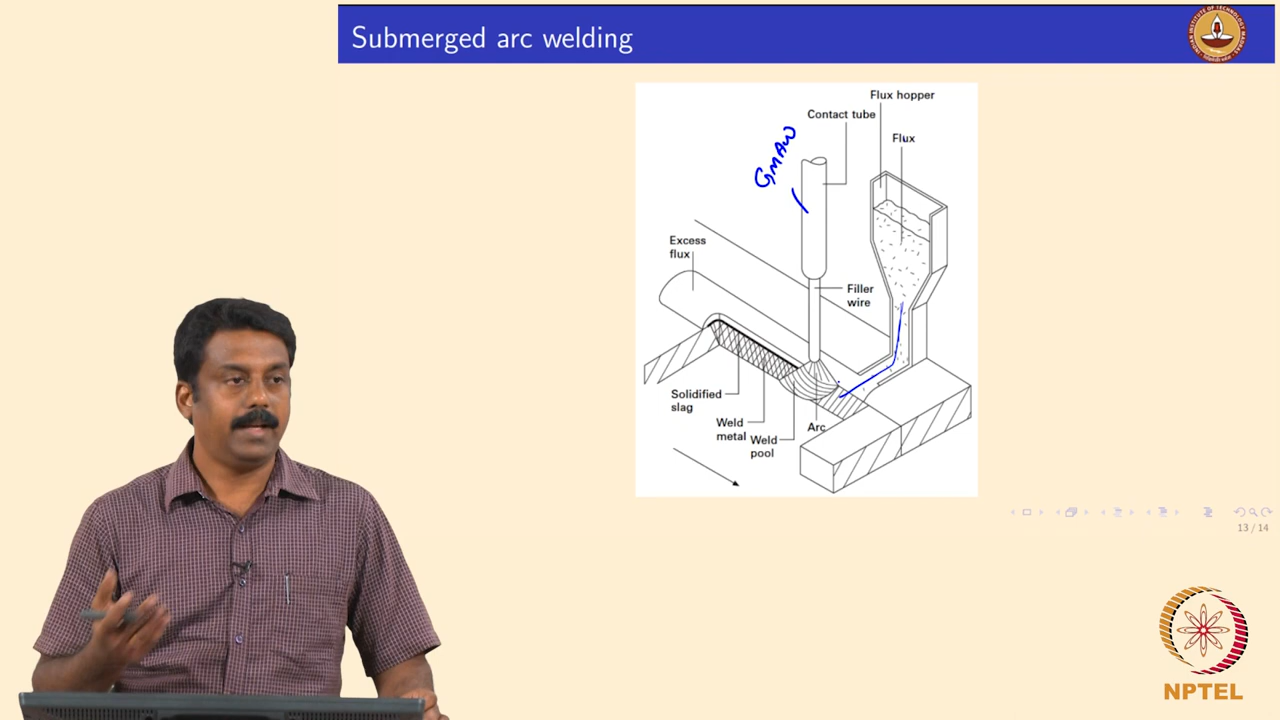 Submerged arc welding
Flux hopper
Contact tube
Flux
GMAW
Excess
flux
Filler
wire
Solidified
slag
Weld
metal
Weld
pool
Arc
13 / 14
NPTEL